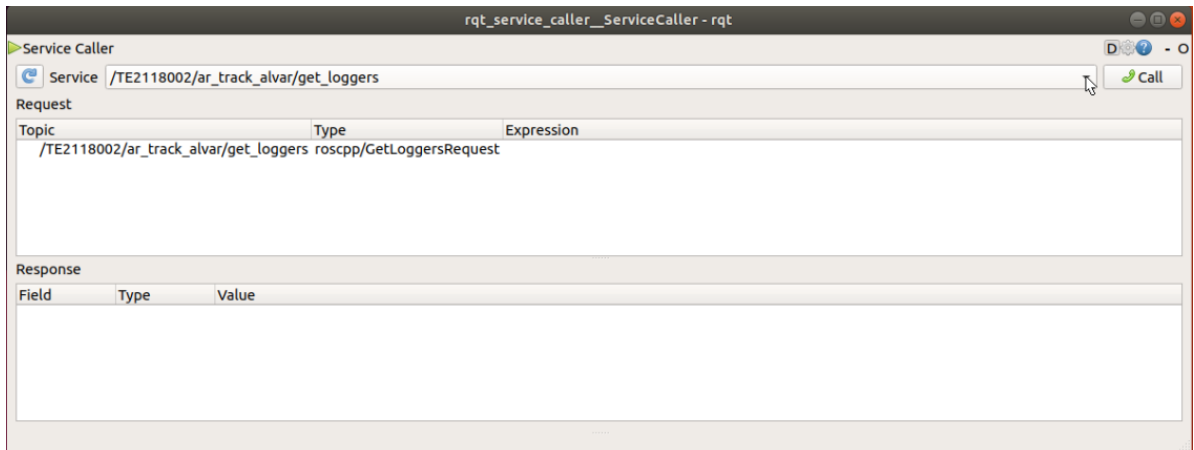 rqt_service_caller__ServiceCaller - rqt
Service Caller D ? - O
Service /TE2118002/ar_track_alvar/get_loggers Call
Request
Topic Type Expression
/TE2118002/ar_track_alvar/get_loggers roscpp/GetLoggersRequest
Response
Field Type Value